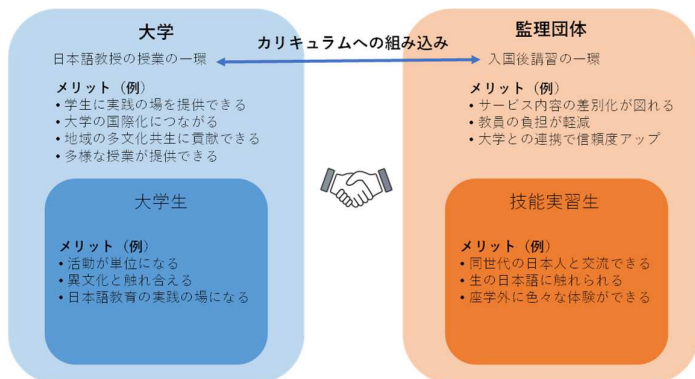 大学
日本語教授の授業の一環
メリット（例）
• 学生に実践の場を提供できる
• 大学の国際化につながる
• 地域の多文化共生に貢献できる
• 多様な授業が提供できる
大学生
メリット（例）
• 活動が単位になる
• 異文化と触れ合える
• 日本語教育の実践の場になる
カリキュラムへの組み込み
監理団体
入国後講習の一環
メリット（例）
• サービス内容の差別化が図れる
• 教員の負担が軽減
• 大学との連携で信頼度アップ
技能実習生
メリット（例）
• 同世代の日本人と交流できる
• 生の日本語に触れられる
• 座学外に色々な体験ができる